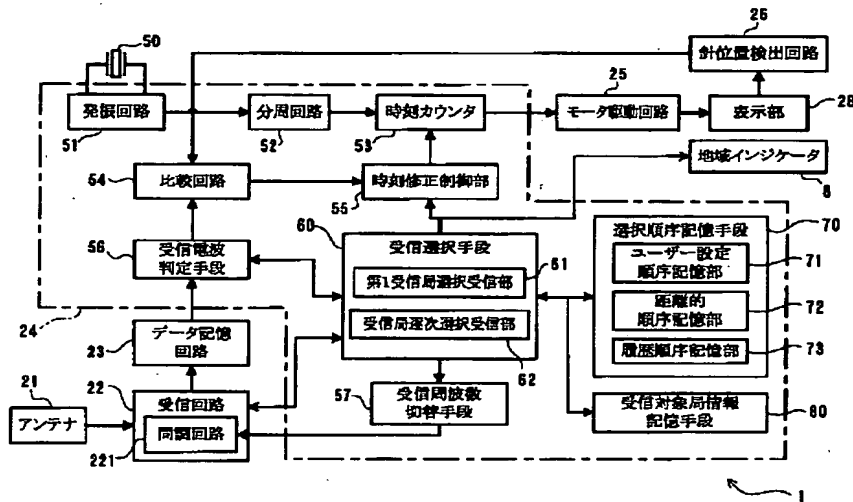 50
26
針位置検出回路
25
発振回路
分周回路
時刻カウンタ
モータ駆動回路
表示部
51
52
53
28
地域インジケータ
54
比較回路
時刻修正制御部
55
8
60
70
56
受信電波
判定手段
受信選択手段
第1受信局選択受信部
61
受信局逐次選択受信部
62
選択順序記憶手段
ユーザー設定
順序記憶部
71
距離的
順序記憶部
72
履歴順序記憶部
73
24
データ記憶
回路
23
21
22
アンテナ
受信回路
同調回路
221
57
受信周波数
切替手段
受信対象局情報
記憶手段
80
1